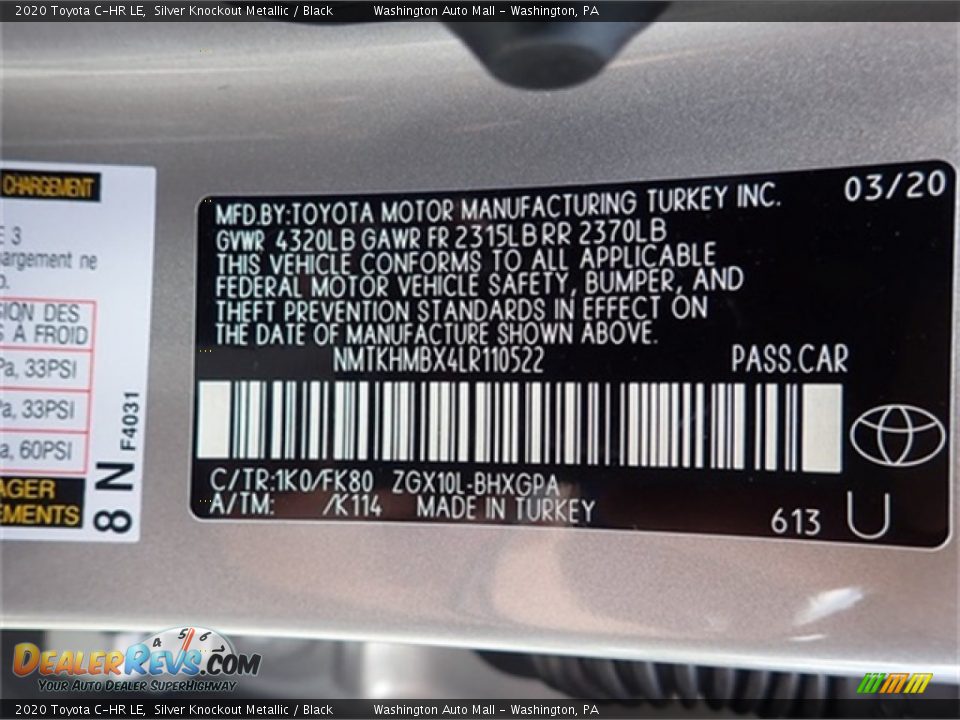 2020 Toyota C-HR LE, Silver Knockout Metallic / Black Washington Auto Mall - Washington, PA
CHARGEMENT
E 3
argement ne
SION DES
S À FROID
Pa, 33PSI
Pa, 33PSI
a, 60PSI
AGER
EMENTS
8 N F4031
MFD.BY:TOYOTA MOTOR MANUFACTURING TURKEY INC. 03/20
GVWR 4320LB GAWR FR 2315LB RR 2370LB
THIS VEHICLE CONFORMS TO ALL APPLICABLE
FEDERAL MOTOR VEHICLE SAFETY, BUMPER, AND
THEFT PREVENTION STANDARDS IN EFFECT ON
THE DATE OF MANUFACTURE SHOWN ABOVE.
NMTKHMBX4LR110522 PASS.CAR
C/TR:1K0/FK80 ZGX10L-BHXGPA
A/TM: /K114 MADE IN TURKEY
613 U
4 5 6
DEALERREVS.COM
YOUR AUTO DEALER SUPERHIGHWAY
2020 Toyota C-HR LE, Silver Knockout Metallic / Black Washington Auto Mall - Washington, PA